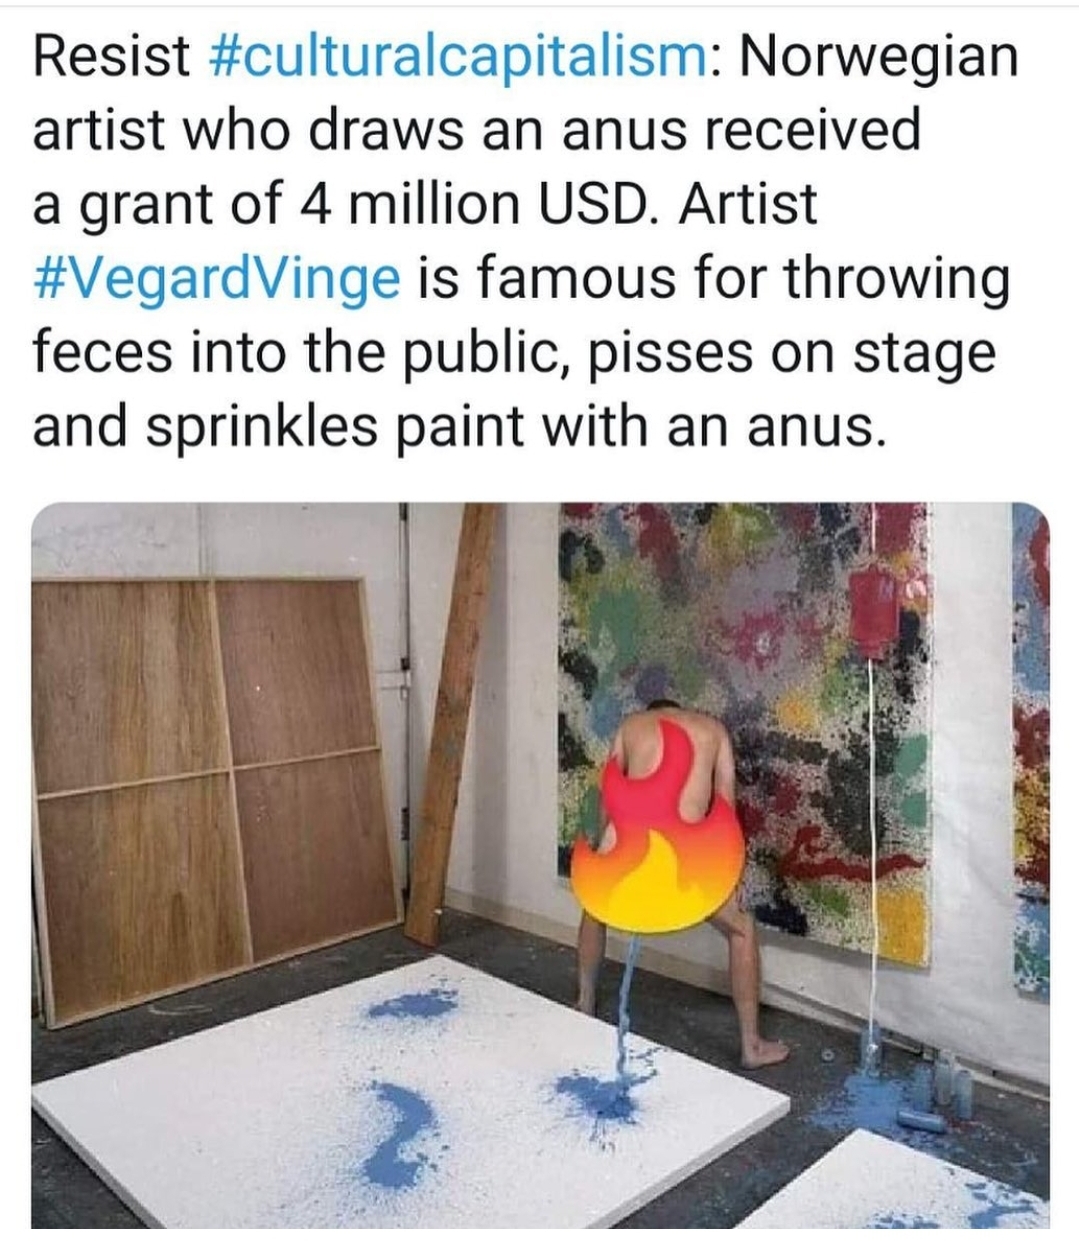 Resist #culturalcapitalism: Norwegian
artist who draws an anus received
a grant of 4 million USD. Artist
#VegardVinge is famous for throwing
feces into the public, pisses on stage
and sprinkles paint with an anus.